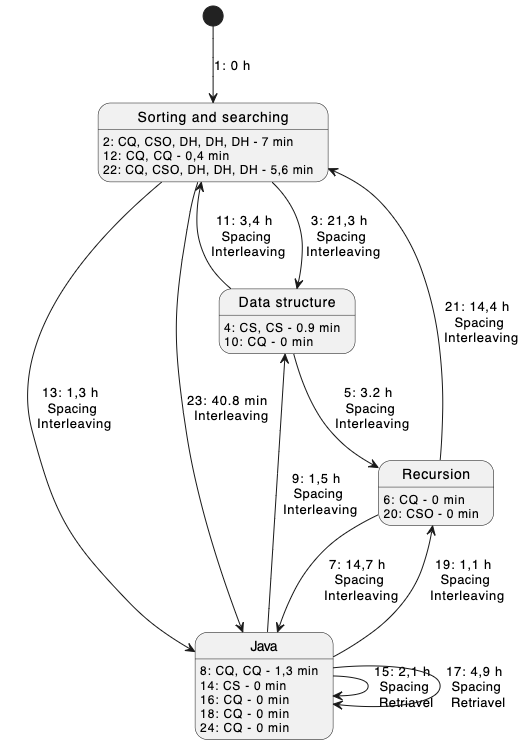 1: 0 h
Sorting and searching
2: CQ, CSO, DH, DH, DH - 7 min
12: CQ, CQ - 0,4 min
22: CQ, CSO, DH, DH, DH - 5,6 min
11: 3,4 h
Spacing
Interleaving
3: 21,3 h
Spacing
Interleaving
Data structure
4: CS, CS - 0.9 min
10: CQ - 0 min
21: 14,4 h
Spacing
Interleaving
13: 1,3 h
Spacing
Interleaving
23: 40.8 min
Interleaving
5: 3.2 h
Spacing
Interleaving
Recursion
6: CQ - 0 min
20: CSO - 0 min
9: 1,5 h
Spacing
Interleaving
7: 14,7 h
Spacing
Interleaving
19: 1,1 h
Spacing
Interleaving
Java
8: CQ, CQ - 1,3 min
14: CS - 0 min
16: CQ - 0 min
18: CQ - 0 min
24: CQ - 0 min
15: 2,1 h
Spacing
Retriavel
17: 4,9 h
Spacing
Retriavel